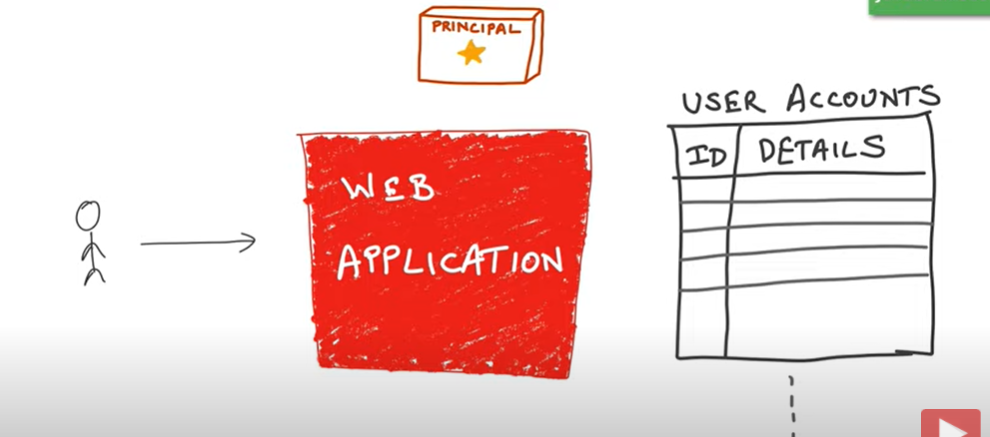 PRINCIPAL
USER ACCOUNTS
ID DETAILS
WEB
APPLICATION